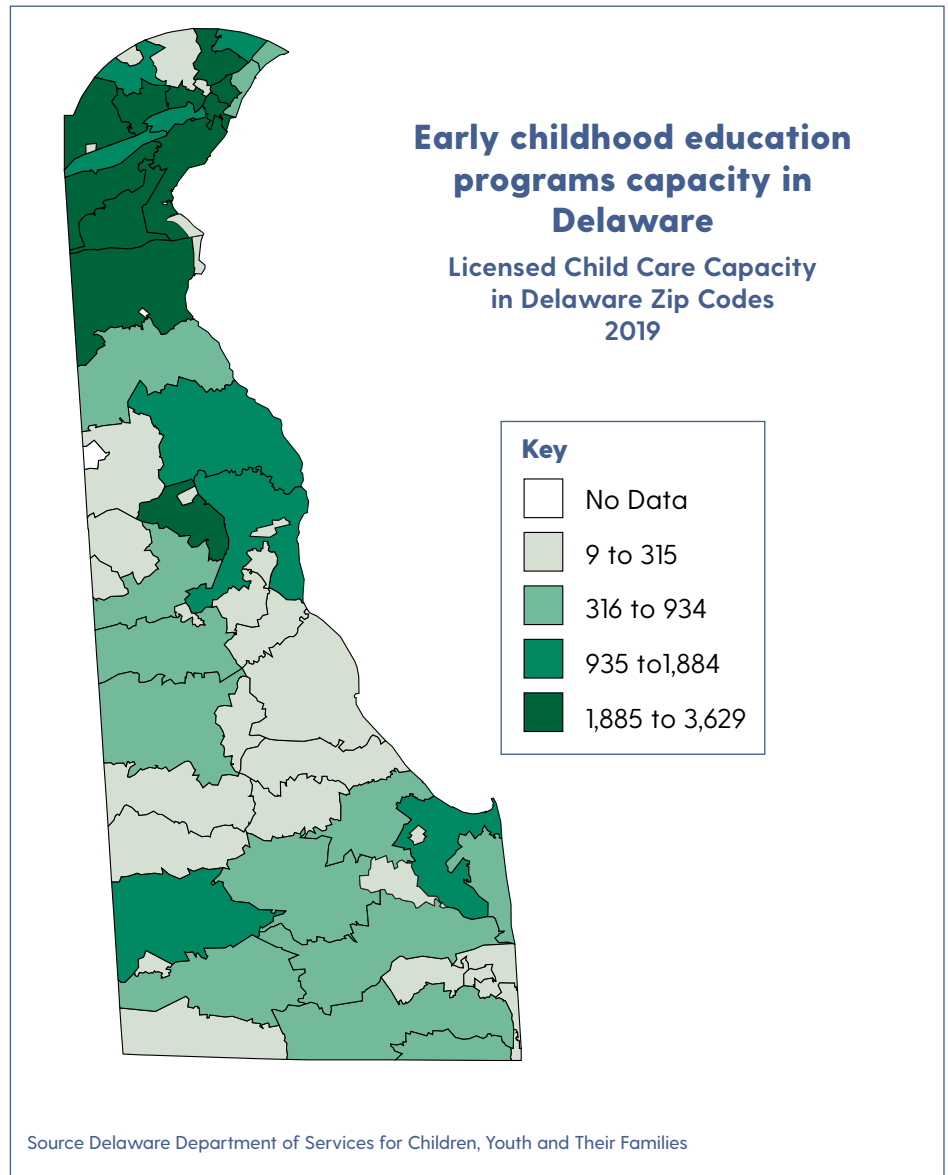 Early childhood education
programs capacity in
Delaware
Licensed Child Care Capacity
in Delaware Zip Codes
2019
Key
No Data
9 to 315
316 to 934
935 to1,884
1,885 to 3,629
Source Delaware Department of Services for Children, Youth and Their Families